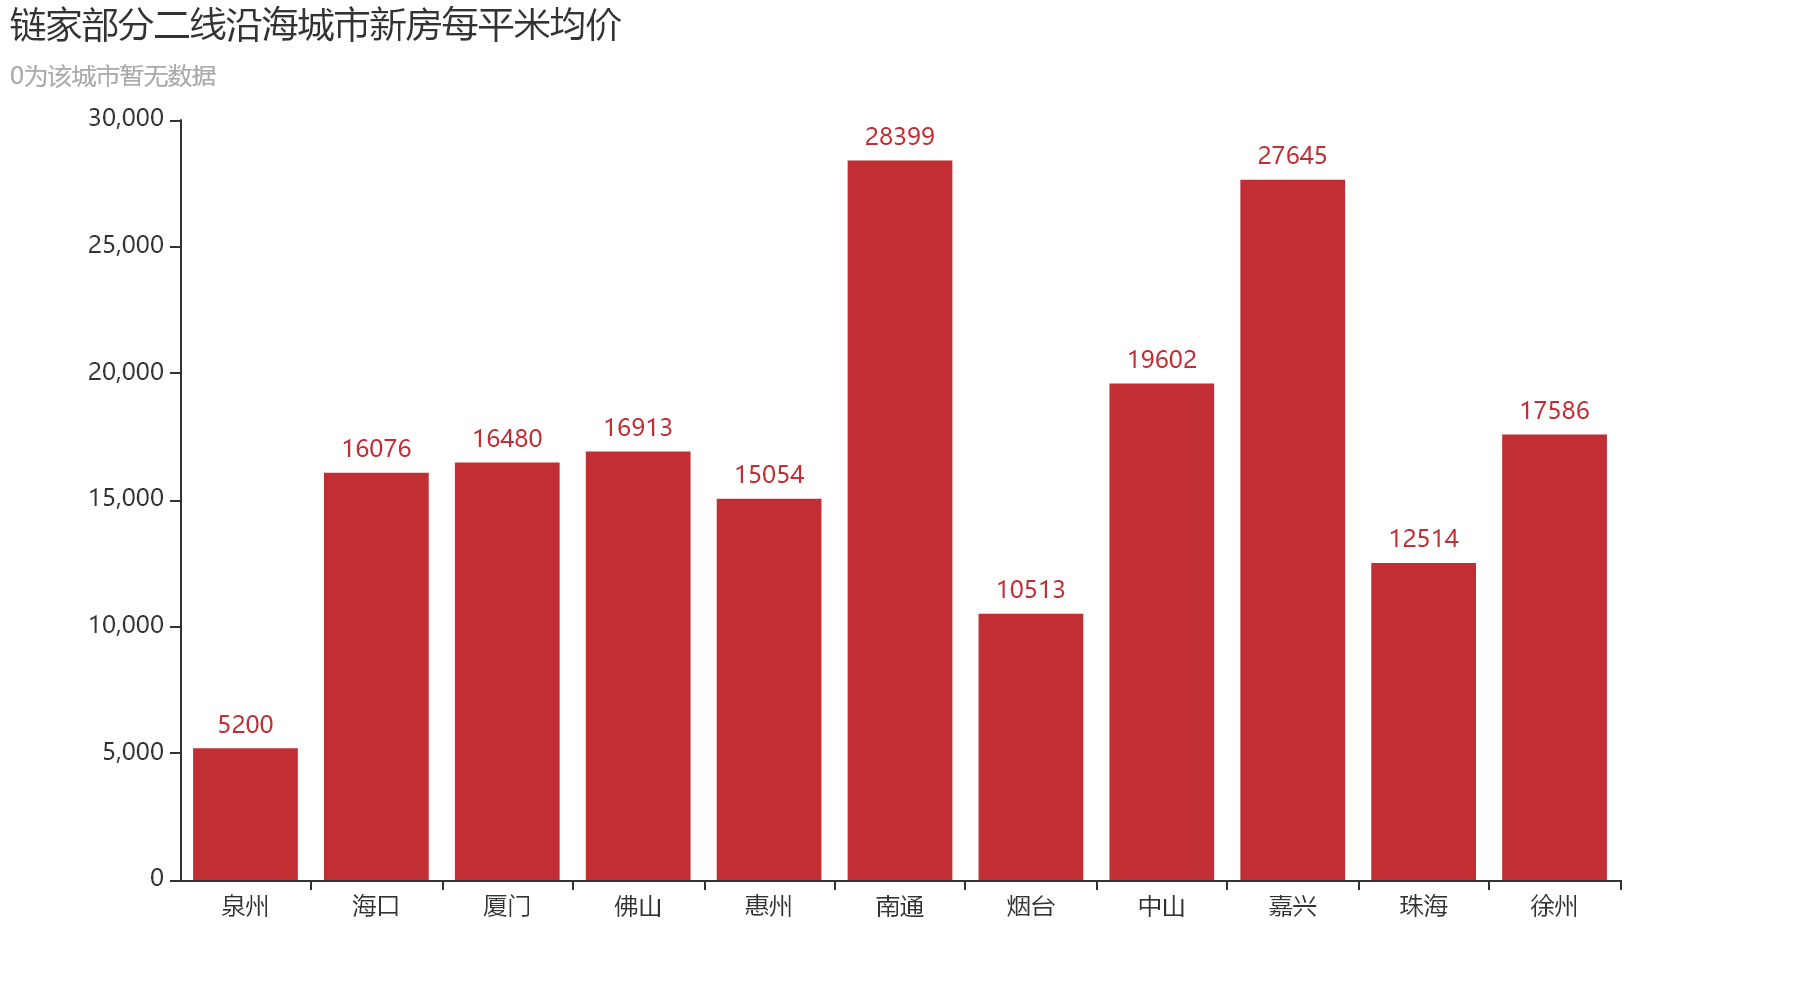 链家部分二线沿海城市新房每平米均价
0为该城市暂无数据
30,000
25,000
20,000
15,000
10,000
5,000
0
5200
16076
16480
16913
15054
28399
10513
19602
27645
12514
17586
泉州
海口
厦门
佛山
惠州
南通
烟台
中山
嘉兴
珠海
徐州